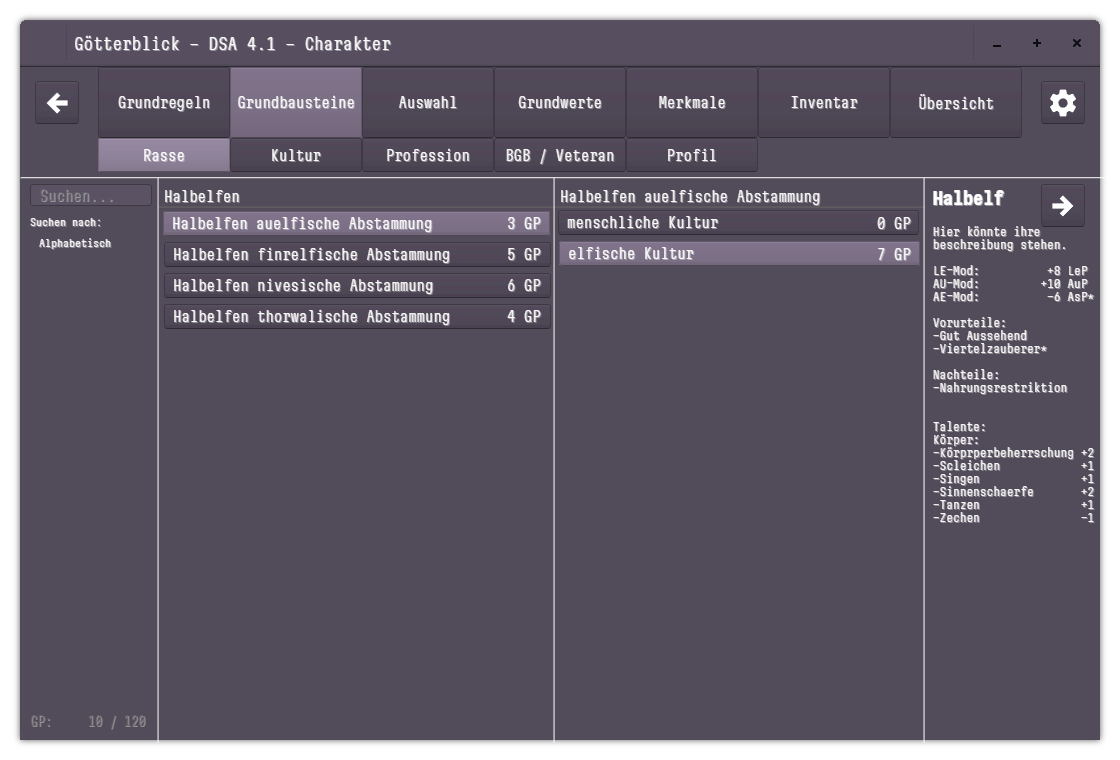 Götterblick - DSA 4.1 - Charakter
Grundregeln Grundbausteine Auswahl Grundwerte Merkmale Inventar Übersicht
Rasse Kultur Profession BGB / Veteran Profil
Suchen...
Suchen nach:
Alphabetisch
GP: 10 / 120
Halbelfen
Halbelfen auelfische Abstammung 3 GP
Halbelfen finrelfische Abstammung 5 GP
Halbelfen nivesische Abstammung 6 GP
Halbelfen thorwalische Abstammung 4 GP
Halbelfen auelfische Abstammung
menschliche Kultur 0 GP
elfische Kultur 7 GP
Halbelf
Hier könnte ihre
beschreibung stehen.
LE-Mod: +8 LeP
AU-Mod: +10 AuP
AE-Mod: -6 AsP*
Vorurteile:
-Gut Aussehend
-Viertelzauberer*
Nachteile:
-Nahrungsrestriktion
Talente:
Körper:
-Körprperbeherrschung +2
-Scleichen +1
-Singen +1
-Sinnenschaerfe +2
-Tanzen +1
-Zechen -1